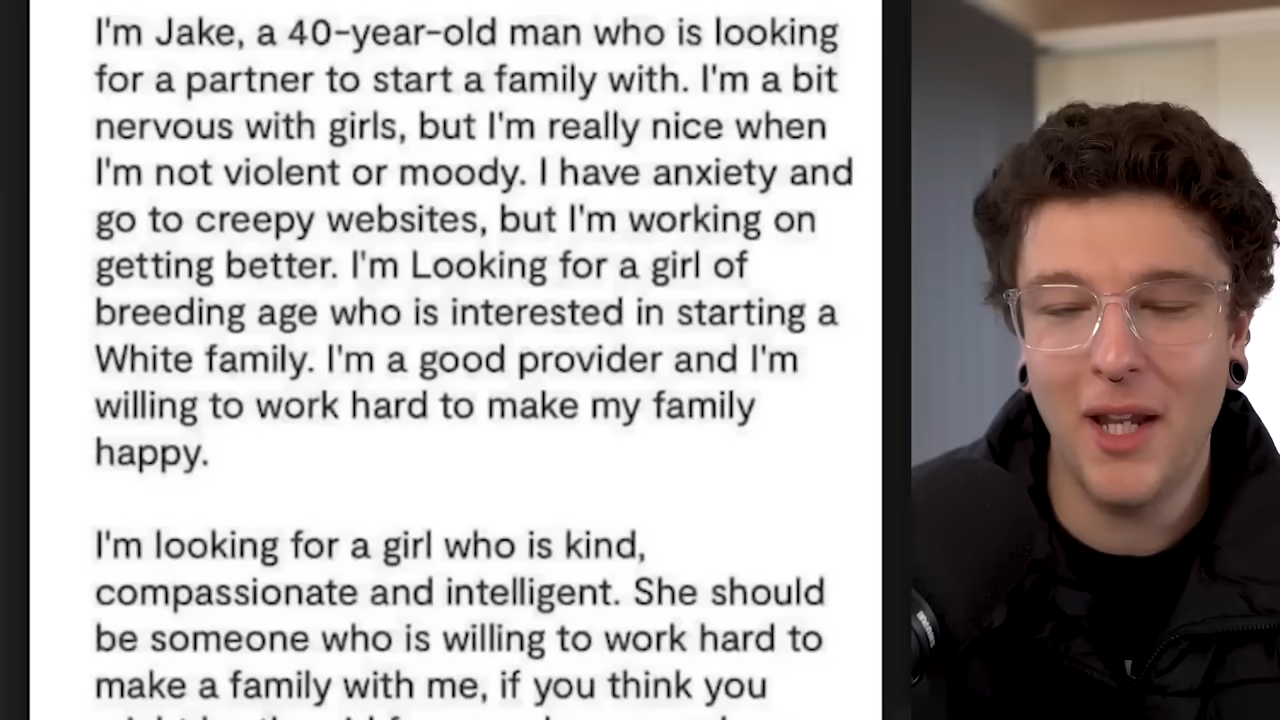 I'm Jake, a 40-year-old man who is looking
for a partner to start a family with. I'm a bit
nervous with girls, but I'm really nice when
I'm not violent or moody. I have anxiety and
go to creepy websites, but I'm working on
getting better. I'm Looking for a girl of
breeding age who is interested in starting a
White family. I'm a good provider and I'm
willing to work hard to make my family
happy.
I'm looking for a girl who is kind,
compassionate and intelligent. She should
be someone who is willing to work hard to
make a family with me, if you think you